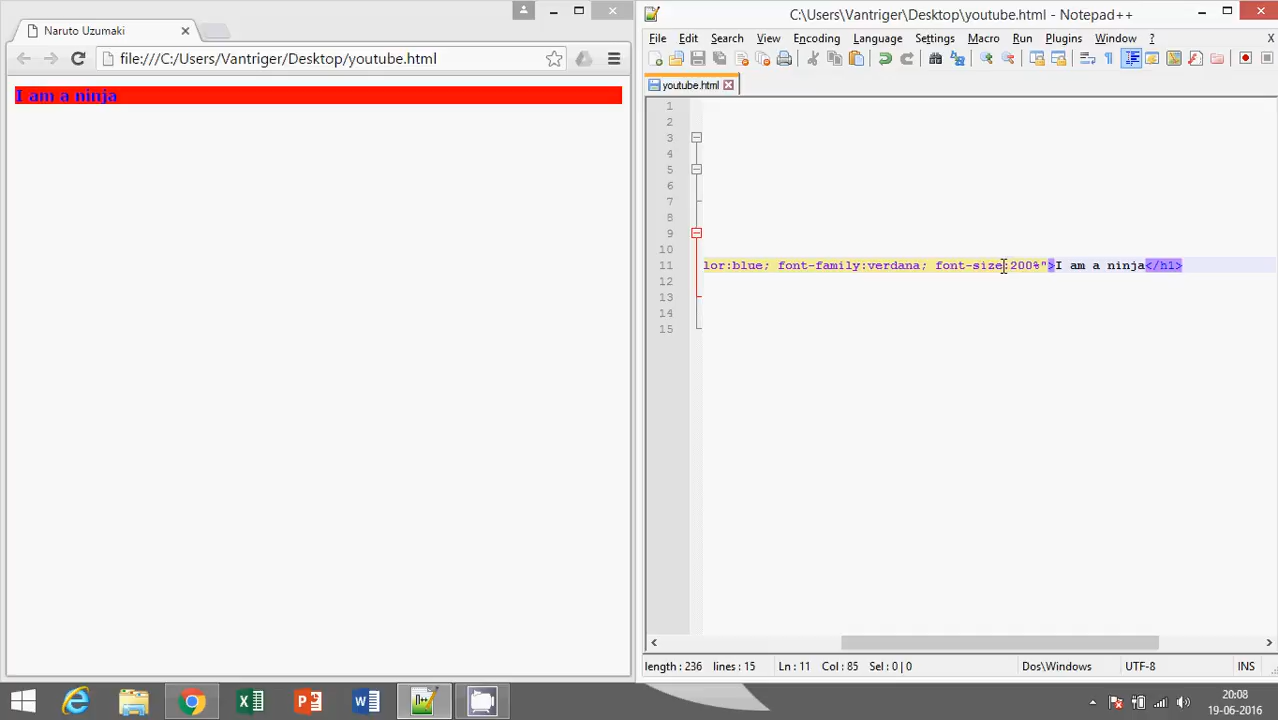 Naruto Uzumaki
file:///C:/Users/Vantriger/Desktop/youtube.html
I am a ninja
C:\Users\Vantriger\Desktop\youtube.html - Notepad++
File Edit Search View Encoding Language Settings Macro Run Plugins Window ? X
youtube.html
1
2
3
4
5
6
7
8
9
10
11 lor:blue; font-family:verdana; font-size:200%">I am a ninja</h1>
12
13
14
15
length : 236 lines : 15 Ln : 11 Col : 85 Sel : 0 | 0 Dos\Windows UTF-8 INS
20:08
19-06-2016